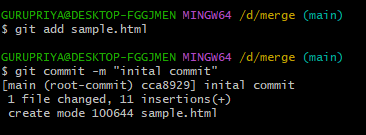 GURUPRIYA@DESKTOP-FGGJMEN MINGW64 /d/merge (main)
$ git add sample.html
GURUPRIYA@DESKTOP-FGGJMEN MINGW64 /d/merge (main)
$ git commit -m "inital commit"
[main (root-commit) cca8929] inital commit
 1 file changed, 11 insertions(+)
 create mode 100644 sample.html